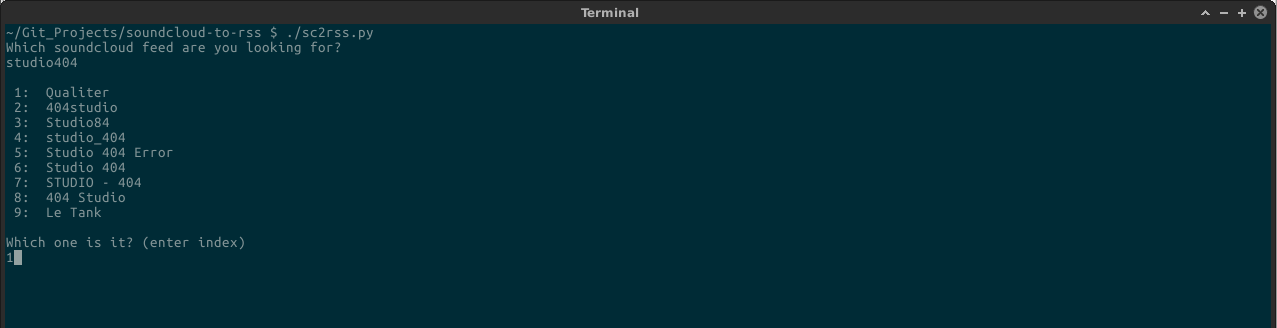 Terminal
~/Git_Projects/soundcloud-to-rss $ ./sc2rss.py
Which soundcloud feed are you looking for?
studio404
1: Qualiter
2: 404studio
3: Studio84
4: studio_404
5: Studio 404 Error
6: Studio 404
7: STUDIO - 404
8: 404 Studio
9: Le Tank
Which one is it? (enter index)
1